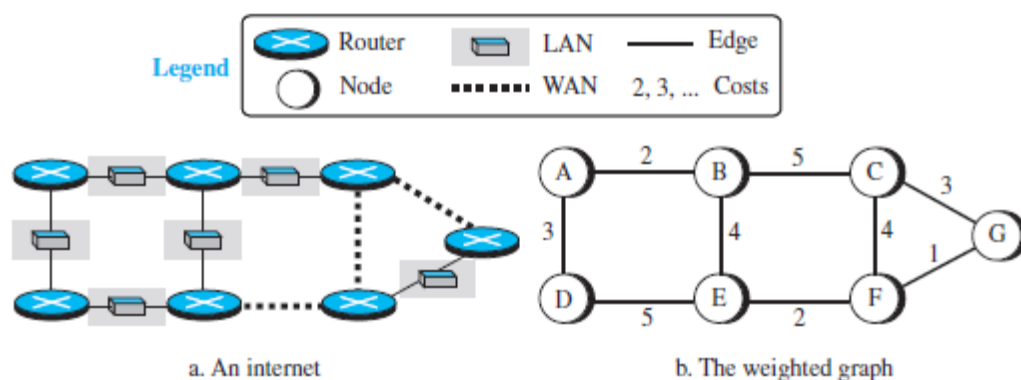 Legend
Router LAN Edge
Node WAN 2, 3, ... Costs
A 2 B 5 C
3
3 4 4 G
1
D E F
5 2
a. An internet b. The weighted graph